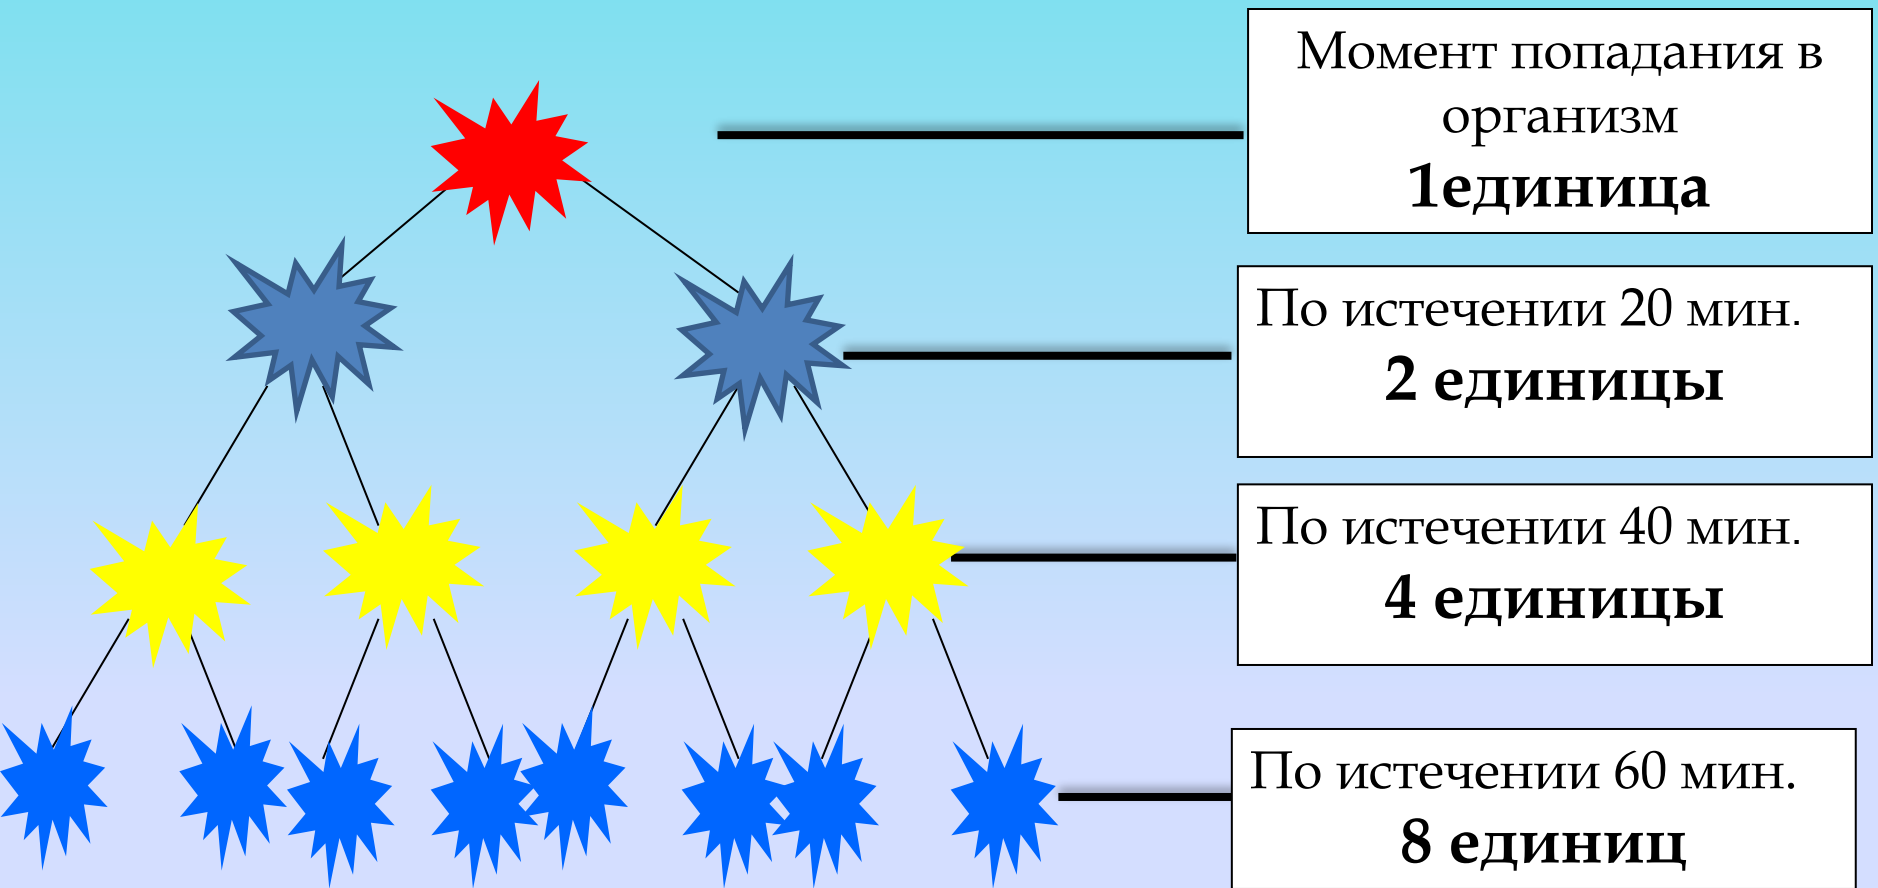 Момент попадания в
организм
1единица
По истечении 20 мин.
2 единицы
По истечении 40 мин.
4 единицы
По истечении 60 мин.
8 единиц